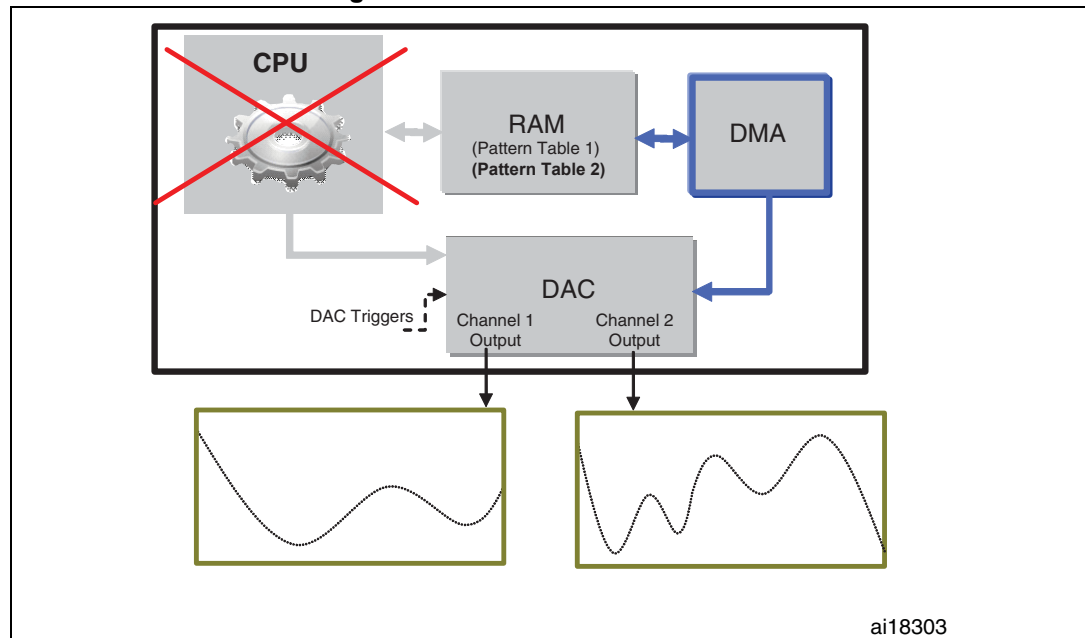 CPU
RAM
(Pattern Table 1)
(Pattern Table 2)
DMA
DAC
DAC Triggers
Channel 1
Output
Channel 2
Output
ai18303